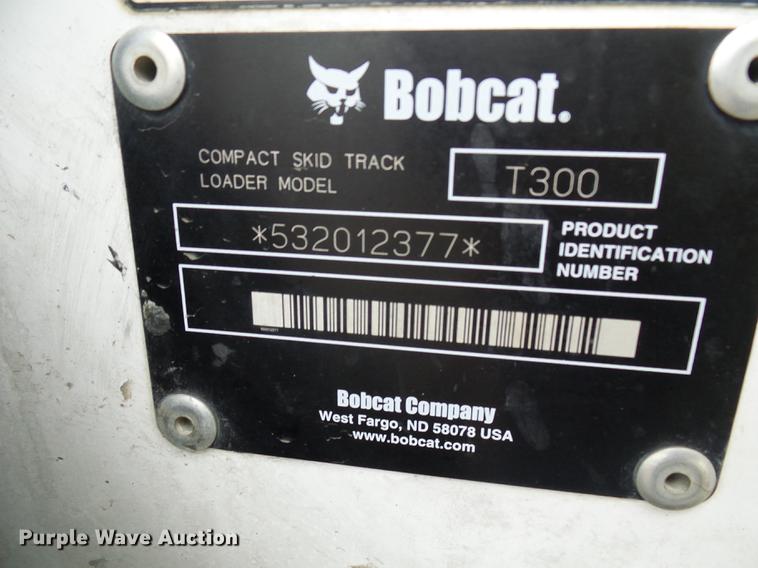 Bobcat.
COMPACT SKID TRACK
LOADER MODEL
T300
*532012377*
PRODUCT
IDENTIFICATION
NUMBER
Bobcat Company
West Fargo, ND 58078 USA
www.bobcat.com
Purple Wave Auction